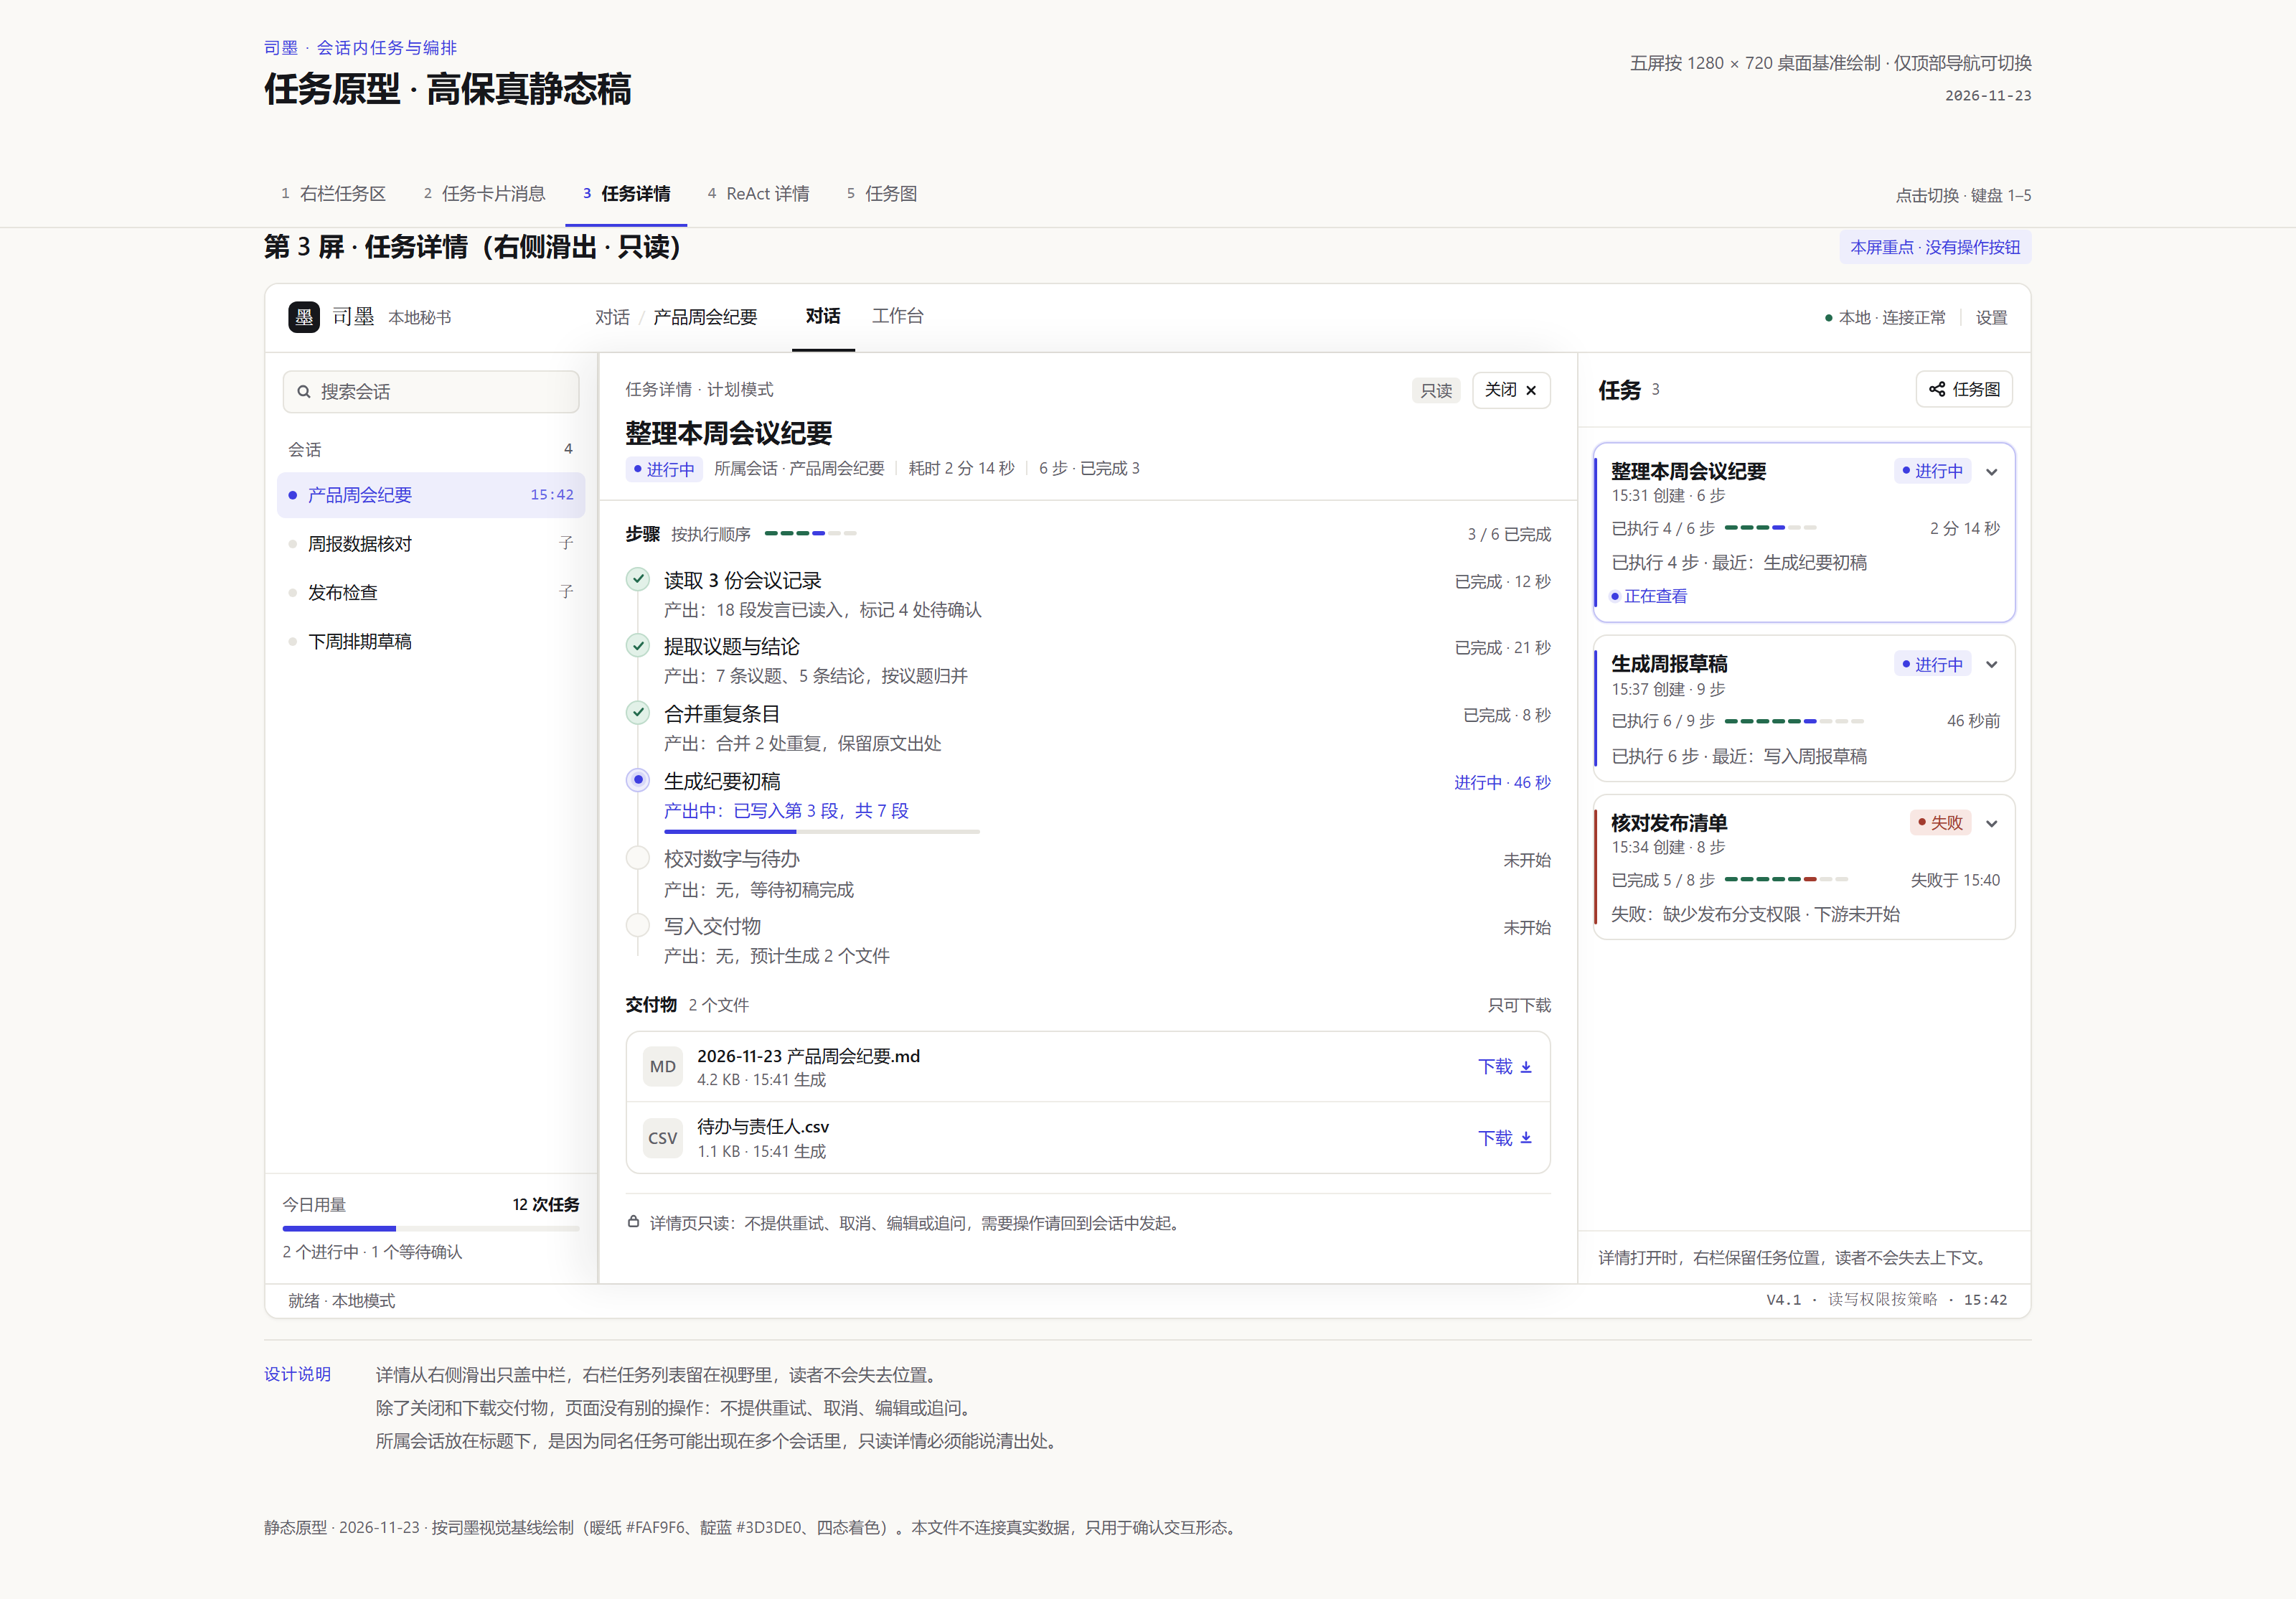 司墨 · 会话内任务与编排
任务原型 · 高保真静态稿
五屏按 1280 × 720 桌面基准绘制 · 仅顶部导航可切换
2026-11-23
1 右栏任务区 2 任务卡片消息 3 任务详情 4 ReAct 详情 5 任务图
点击切换 · 键盘 1–5
第 3 屏 · 任务详情（右侧滑出 · 只读）
本屏重点 · 没有操作按钮
墨 司墨 本地秘书
对话 / 产品周会纪要
对话 工作台
本地 · 连接正常 设置
搜索会话
会话 4
产品周会纪要 15:42
周报数据核对 子
发布检查 子
下周排期草稿
今日用量 12 次任务
2 个进行中 · 1 个等待确认
任务详情 · 计划模式
只读 关闭
整理本周会议纪要
进行中 所属会话 · 产品周会纪要 耗时 2 分 14 秒 6 步 · 已完成 3
步骤 按执行顺序 3 / 6 已完成
读取 3 份会议记录 已完成 · 12 秒
产出：18 段发言已读入，标记 4 处待确认
提取议题与结论 已完成 · 21 秒
产出：7 条议题、5 条结论，按议题归并
合并重复条目 已完成 · 8 秒
产出：合并 2 处重复，保留原文出处
生成纪要初稿 进行中 · 46 秒
产出中：已写入第 3 段，共 7 段
校对数字与待办 未开始
产出：无，等待初稿完成
写入交付物 未开始
产出：无，预计生成 2 个文件
交付物 2 个文件 只可下载
MD 2026-11-23 产品周会纪要.md 下载
4.2 KB · 15:41 生成
CSV 待办与责任人.csv 下载
1.1 KB · 15:41 生成
详情页只读：不提供重试、取消、编辑或追问，需要操作请回到会话中发起。
任务 3 任务图
整理本周会议纪要 进行中
15:31 创建 · 6 步
已执行 4 / 6 步 2 分 14 秒
已执行 4 步 · 最近：生成纪要初稿
正在查看
生成周报草稿 进行中
15:37 创建 · 9 步
已执行 6 / 9 步 46 秒前
已执行 6 步 · 最近：写入周报草稿
核对发布清单 失败
15:34 创建 · 8 步
已完成 5 / 8 步 失败于 15:40
失败：缺少发布分支权限 · 下游未开始
详情打开时，右栏保留任务位置，读者不会失去上下文。
就绪 · 本地模式
V4.1 · 读写权限按策略 · 15:42
设计说明
详情从右侧滑出只盖中栏，右栏任务列表留在视野里，读者不会失去位置。
除了关闭和下载交付物，页面没有别的操作：不提供重试、取消、编辑或追问。
所属会话放在标题下，是因为同名任务可能出现在多个会话里，只读详情必须能说清出处。
静态原型 · 2026-11-23 · 按司墨视觉基线绘制（暖纸 #FAF9F6、靛蓝 #3D3DE0、四态着色）。本文件不连接真实数据，只用于确认交互形态。